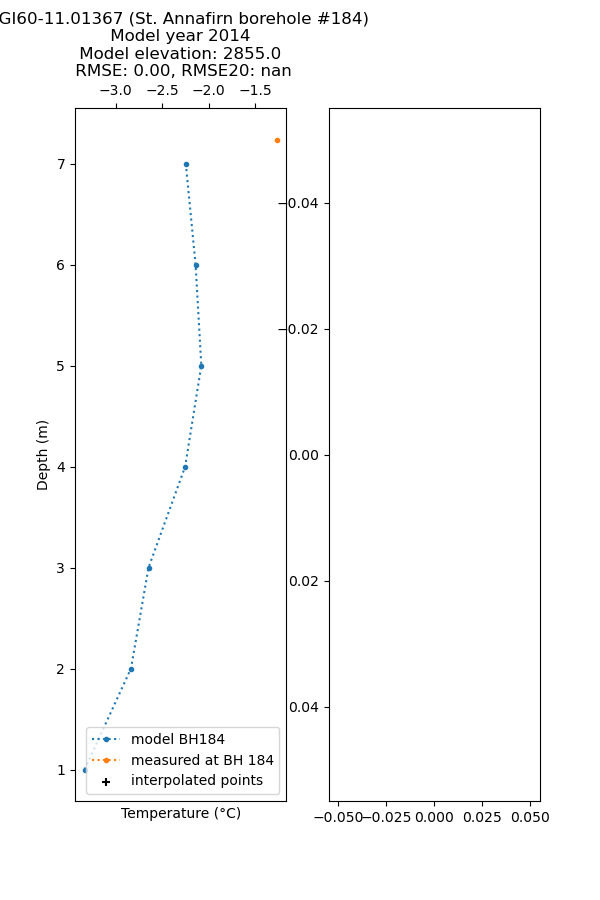 GI60-11.01367 (St. Annafirn borehole #184)
Model year 2014
Model elevation: 2855.0
RMSE: 0.00, RMSE20: nan
−3.0 −2.5 −2.0 −1.5
7
6
5
4
3
2
1
Depth (m)
model BH184
measured at BH 184
interpolated points
Temperature (°C)
−0.04
−0.02
0.00
0.02
0.04
−0.050 −0.025 0.000 0.025 0.050